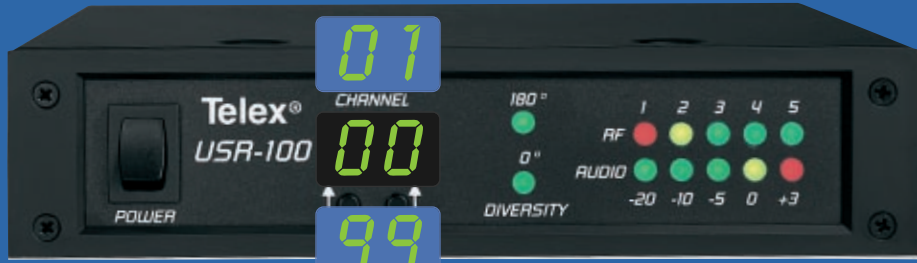 01
CHANNEL
Telex®
USR-100
00
POWER
99
180°
0°
DIVERSITY
1 2 3 4 5
RF
AUDIO
-20 -10 -5 0 +3